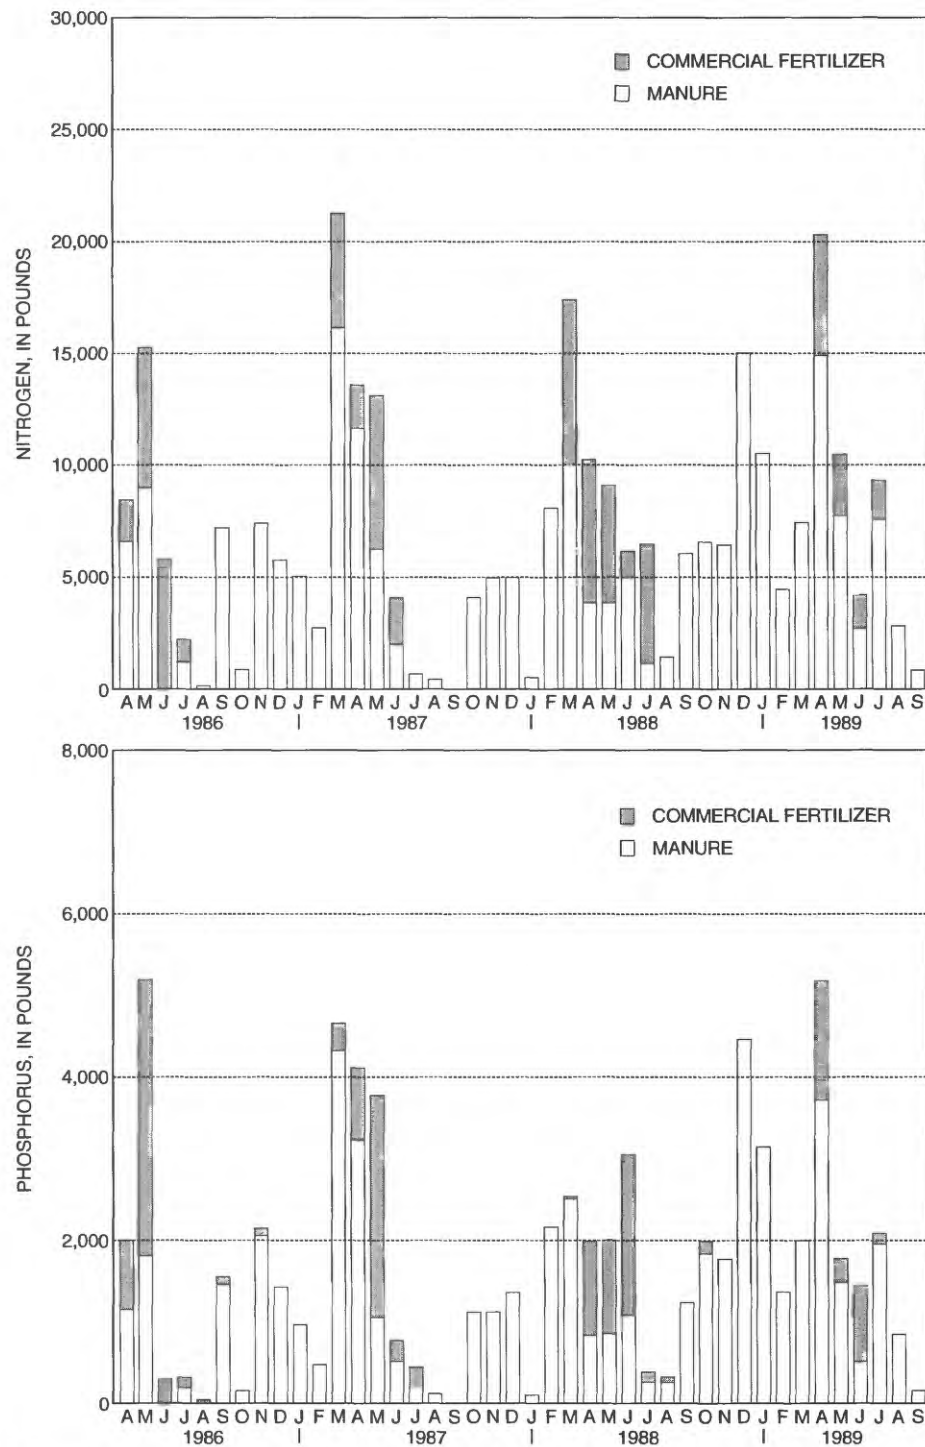 30,000
COMMERCIAL FERTILIZER
MANURE
25,000
20,000
15,000
10,000
5,000
0
NITROGEN, IN POUNDS
A M J J A S O N D J F M A M J J A S O N D J F M A M J J A S O N D J F M A M J J A S
1986 1987 1988 1989
8,000
COMMERCIAL FERTILIZER
MANURE
6,000
4,000
2,000
0
PHOSPHORUS, IN POUNDS
A M J J A S O N D J F M A M J J A S O N D J F M A M J J A S O N D J F M A M J J A S
1986 1987 1988 1989